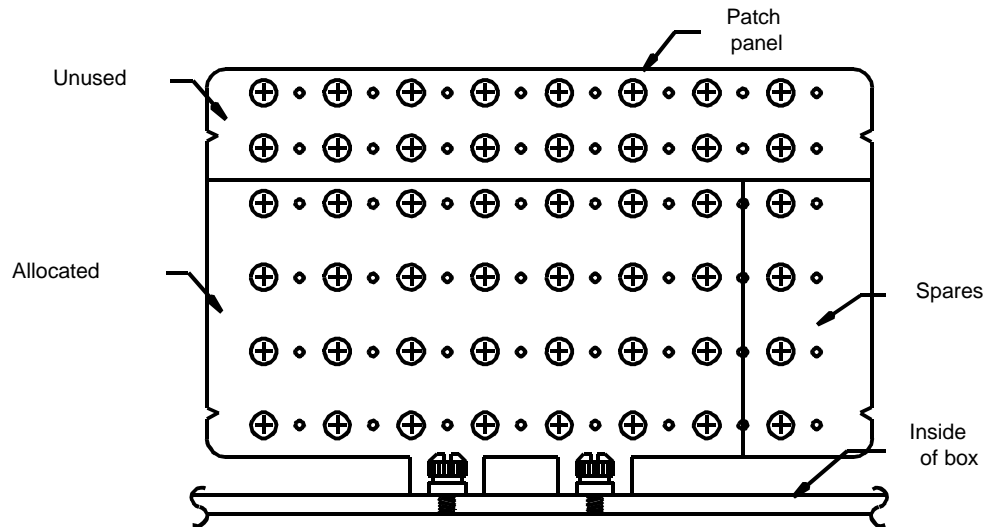 Patch
panel
Unused
Allocated
Spares
Inside
of box